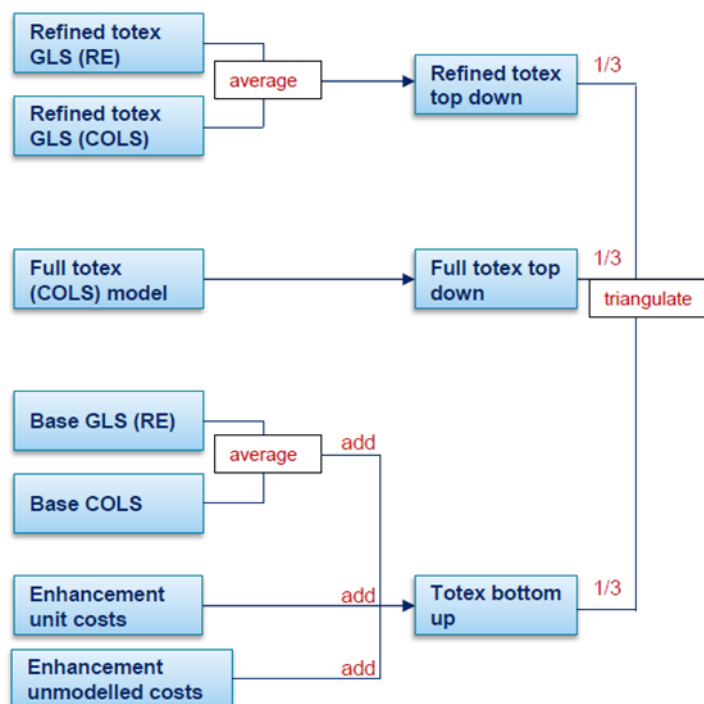 Refined totex
GLS (RE)
average
Refined totex
GLS (COLS)
Refined totex
top down
1/3
Full totex
(COLS) model
Full totex top
down
1/3
triangulate
Base GLS (RE)
average
add
Base COLS
Enhancement
unit costs
add
Totex bottom
up
1/3
Enhancement
unmodelled costs
add